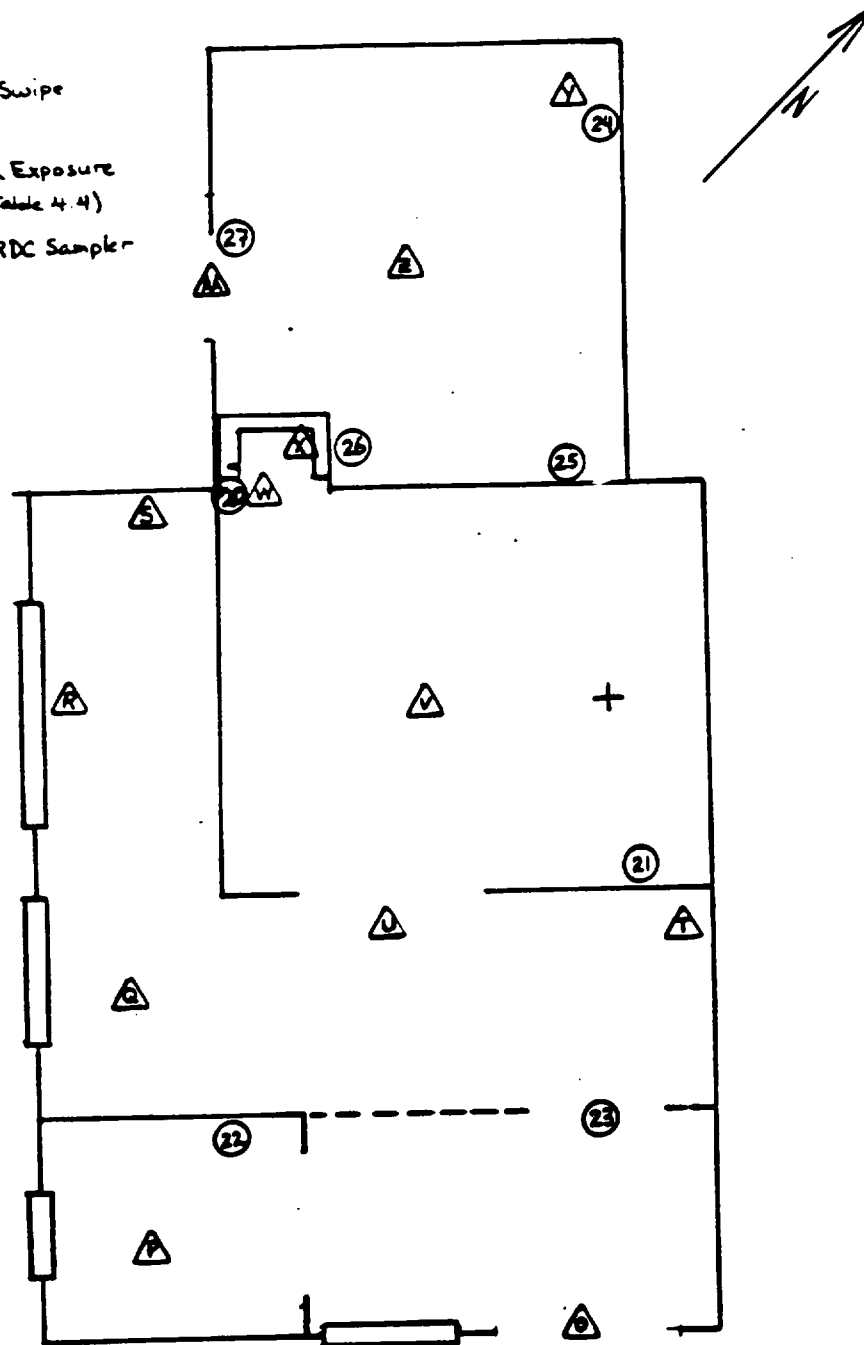 Swipe
Exposure
Table 4.4)
RDC Sampler
N
Y
24
27
Z
26
25
W
S
R
V
21
U
T
Q
22
23
P